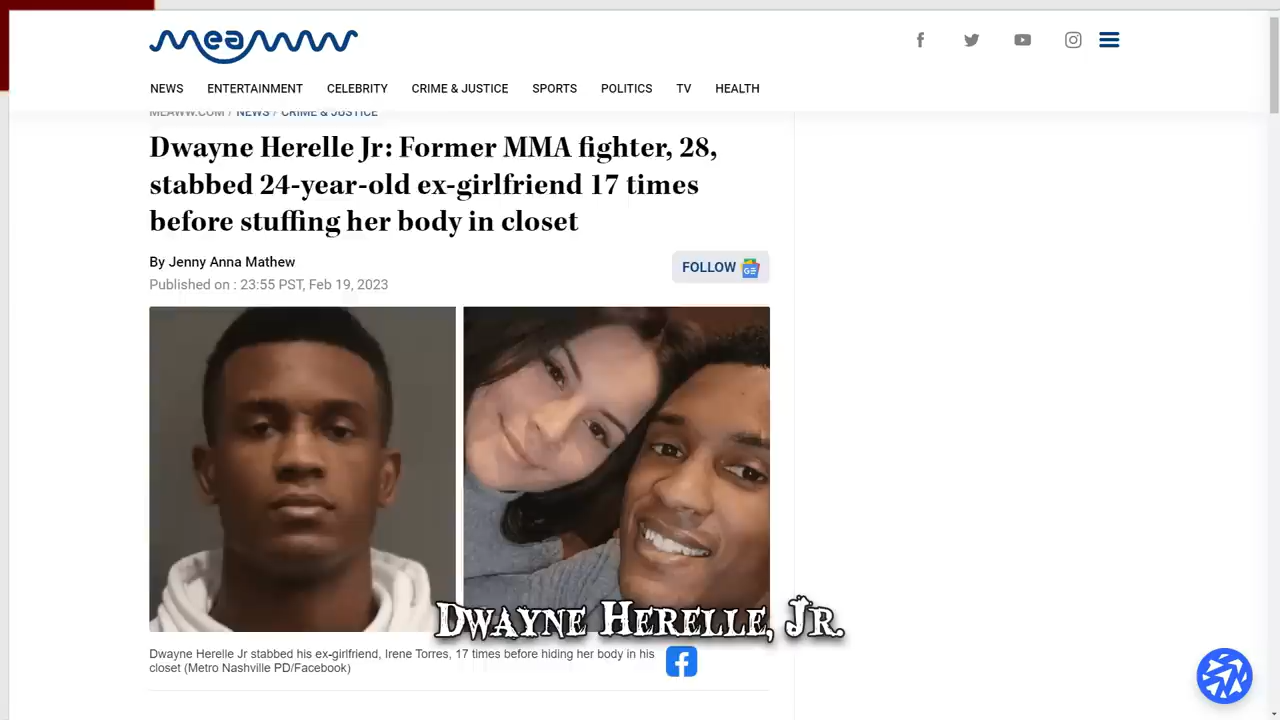 meaww
NEWS ENTERTAINMENT CELEBRITY CRIME & JUSTICE SPORTS POLITICS TV HEALTH
MEAWW.COM / NEWS / CRIME & JUSTICE
Dwayne Herelle Jr: Former MMA fighter, 28,
stabbed 24-year-old ex-girlfriend 17 times
before stuffing her body in closet
By Jenny Anna Mathew
FOLLOW GE
Published on : 23:55 PST, Feb 19, 2023
Dwayne Herelle, Jr.
Dwayne Herelle Jr stabbed his ex-girlfriend, Irene Torres, 17 times before hiding her body in his
closet (Metro Nashville PD/Facebook)